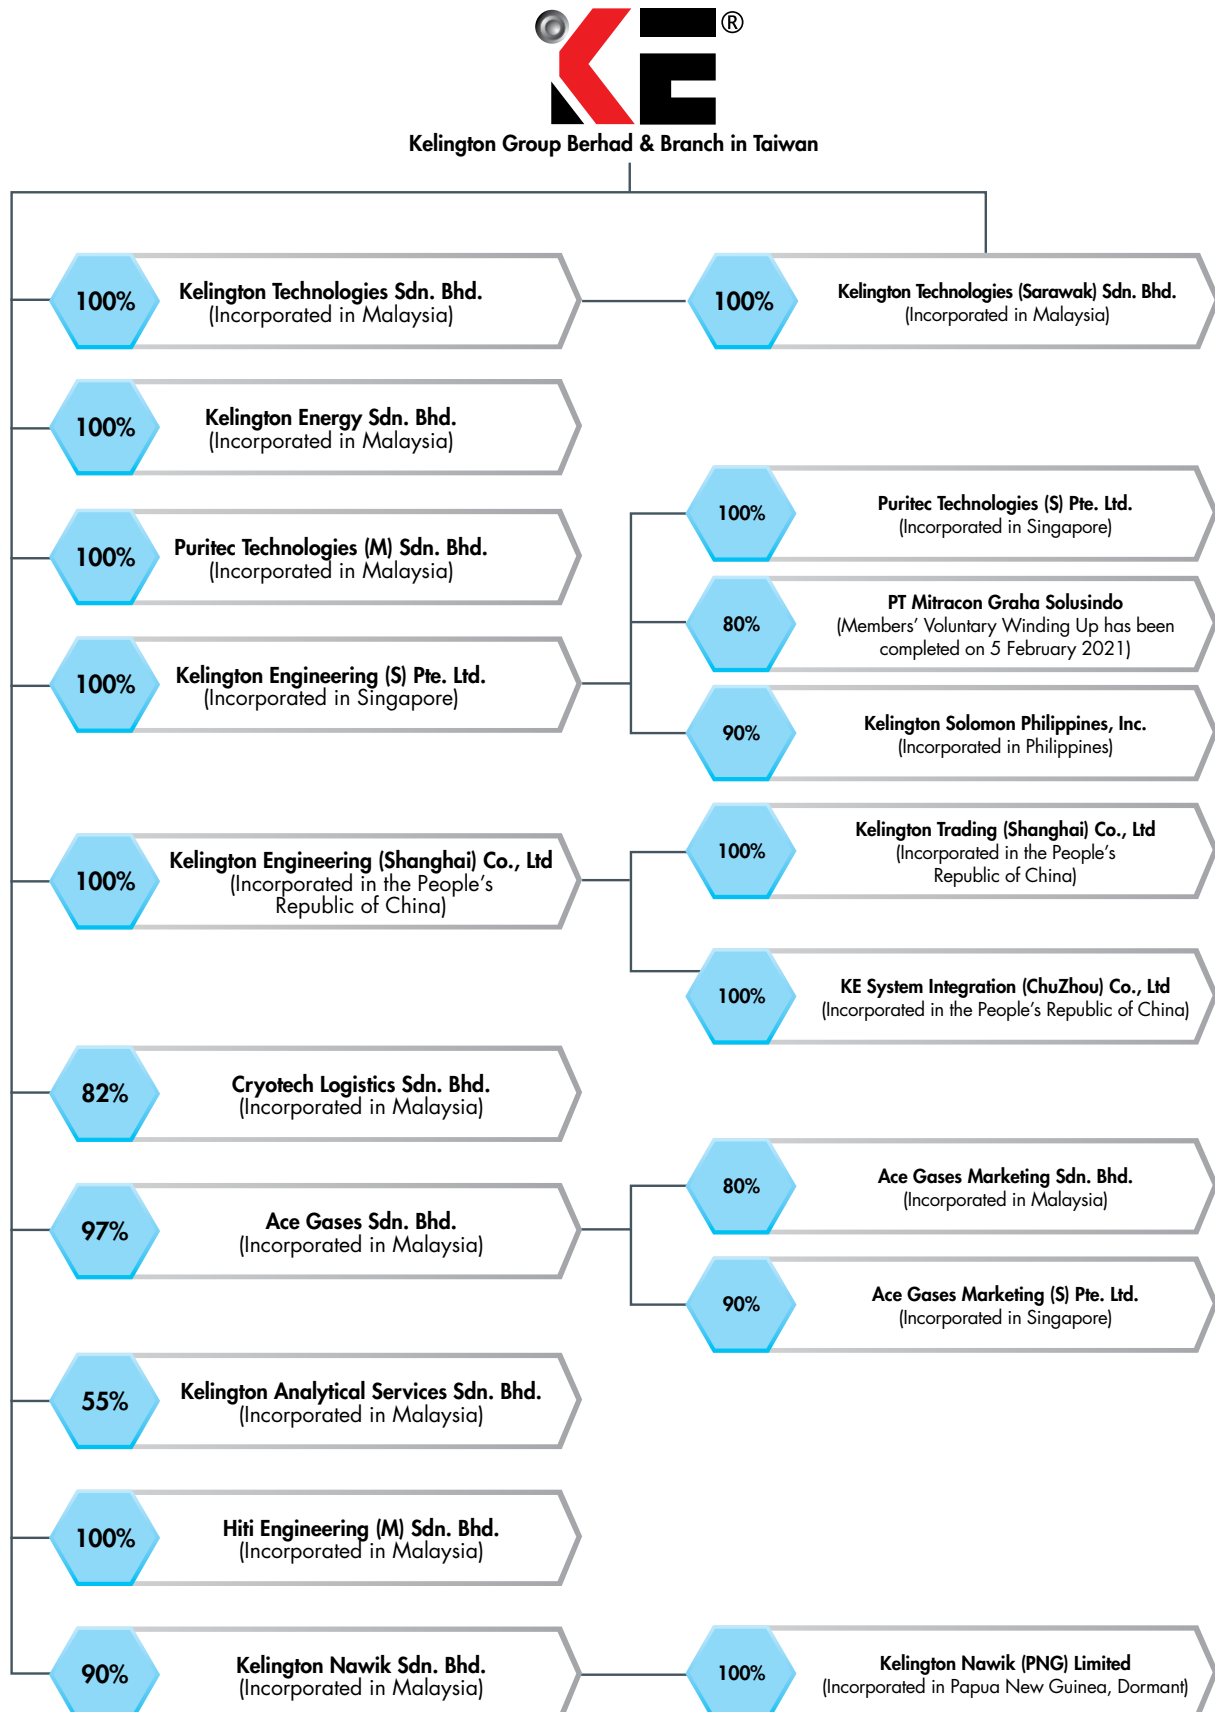 KE®
Kelington Group Berhad & Branch in Taiwan
100%
Kelington Technologies Sdn. Bhd.
(Incorporated in Malaysia)
100%
Kelington Technologies (Sarawak) Sdn. Bhd.
(Incorporated in Malaysia)
100%
Kelington Energy Sdn. Bhd.
(Incorporated in Malaysia)
100%
Puritec Technologies (M) Sdn. Bhd.
(Incorporated in Malaysia)
100%
Kelington Engineering (S) Pte. Ltd.
(Incorporated in Singapore)
100%
Puritec Technologies (S) Pte. Ltd.
(Incorporated in Singapore)
80%
PT Mitracon Graha Solusindo
(Members’ Voluntary Winding Up has been
completed on 5 February 2021)
90%
Kelington Solomon Philippines, Inc.
(Incorporated in Philippines)
100%
Kelington Engineering (Shanghai) Co., Ltd
(Incorporated in the People’s
Republic of China)
100%
Kelington Trading (Shanghai) Co., Ltd
(Incorporated in the People’s
Republic of China)
100%
KE System Integration (ChuZhou) Co., Ltd
(Incorporated in the People’s Republic of China)
82%
Cryotech Logistics Sdn. Bhd.
(Incorporated in Malaysia)
97%
Ace Gases Sdn. Bhd.
(Incorporated in Malaysia)
80%
Ace Gases Marketing Sdn. Bhd.
(Incorporated in Malaysia)
90%
Ace Gases Marketing (S) Pte. Ltd.
(Incorporated in Singapore)
55%
Kelington Analytical Services Sdn. Bhd.
(Incorporated in Malaysia)
100%
Hiti Engineering (M) Sdn. Bhd.
(Incorporated in Malaysia)
90%
Kelington Nawik Sdn. Bhd.
(Incorporated in Malaysia)
100%
Kelington Nawik (PNG) Limited
(Incorporated in Papua New Guinea, Dormant)